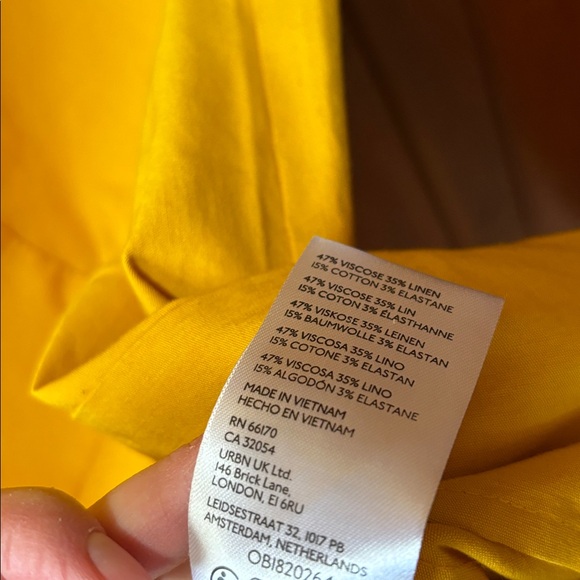 47% VISCOSE 35% LINEN
15% COTTON 3% ELASTANE
47% VISCOSE 35% LIN
15% COTON 3% ÉLASTHANNE
47% VISKOSE 35% LEINEN
15% BAUMWOLLE 3% ELASTAN
47% VISCOSA 35% LINO
15% COTONE 3% ELASTAN
47% VISCOSA 35% LINO
15% ALGODÓN 3% ELASTANE
MADE IN VIETNAM
HECHO EN VIETNAM
RN 66170
CA 32054
URBN UK Ltd.
146 Brick Lane,
LONDON, E1 6RU
LEIDSESTRAAT 32, 1017 PB
AMSTERDAM, NETHERLANDS